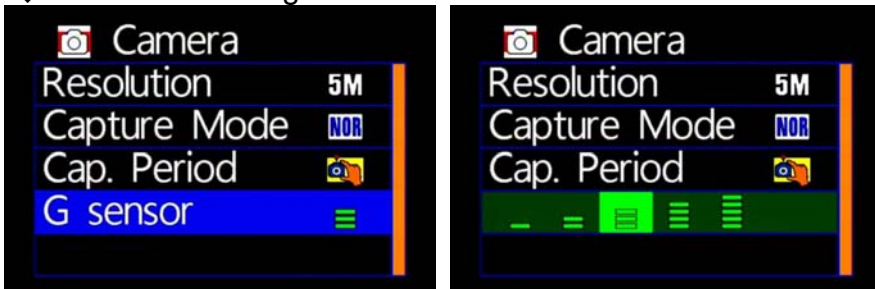 Camera
Resolution 5M
Capture Mode NOR
Cap. Period
G sensor
Camera
Resolution 5M
Capture Mode NOR
Cap. Period